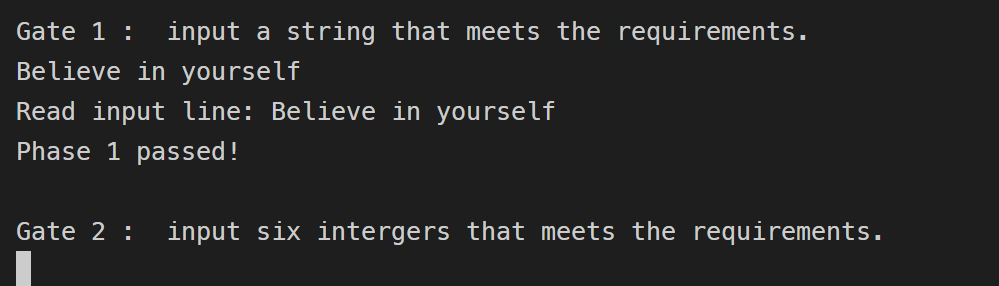 Gate 1 :  input a string that meets the requirements.
Believe in yourself
Read input line: Believe in yourself
Phase 1 passed!
Gate 2 :  input six intergers that meets the requirements.